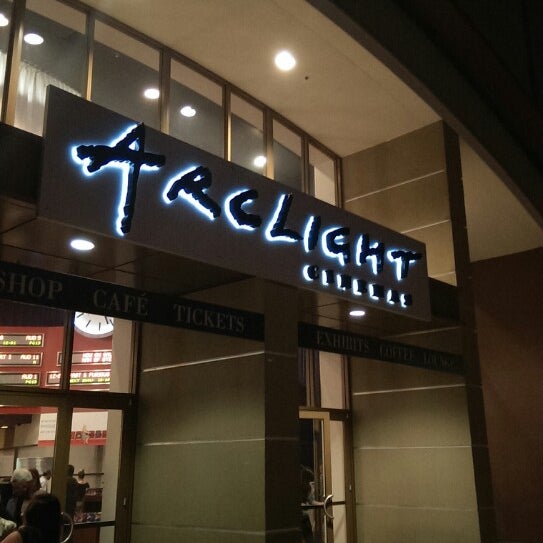 ARCLIGHT
CINEMAS
SHOP CAFÉ TICKETS
EXHIBITS COFFEE LOUNGE